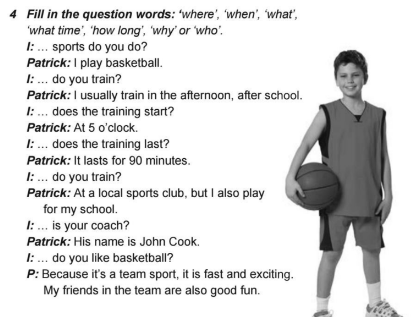 4 Fill in the question words: ‘where’, ‘when’, ‘what’,
‘what time’, ‘how long’, ‘why’ or ‘who’.
I: … sports do you do?
Patrick: I play basketball.
I: … do you train?
Patrick: I usually train in the afternoon, after school.
I: … does the training start?
Patrick: At 5 o’clock.
I: … does the training last?
Patrick: It lasts for 90 minutes.
I: … do you train?
Patrick: At a local sports club, but I also play
for my school.
I: … is your coach?
Patrick: His name is John Cook.
I: … do you like basketball?
P: Because it’s a team sport, it is fast and exciting.
My friends in the team are also good fun.